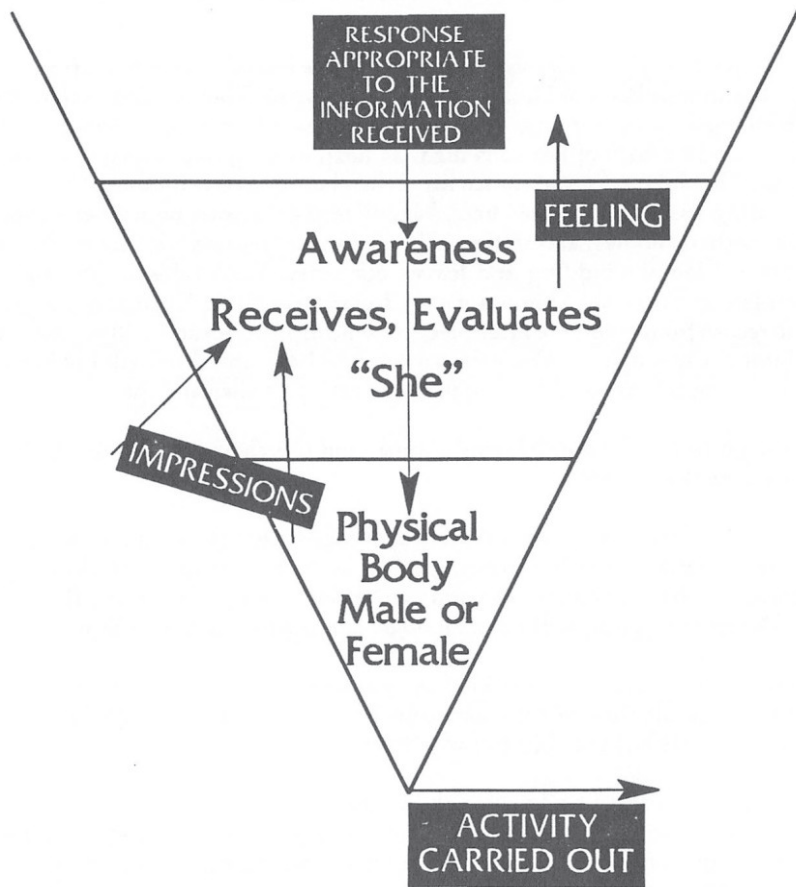 RESPONSE
APPROPRIATE
TO THE
INFORMATION
RECEIVED
FEELING
Awareness
Receives, Evaluates
“She”
IMPRESSIONS
Physical
Body
Male or
Female
ACTIVITY
CARRIED OUT